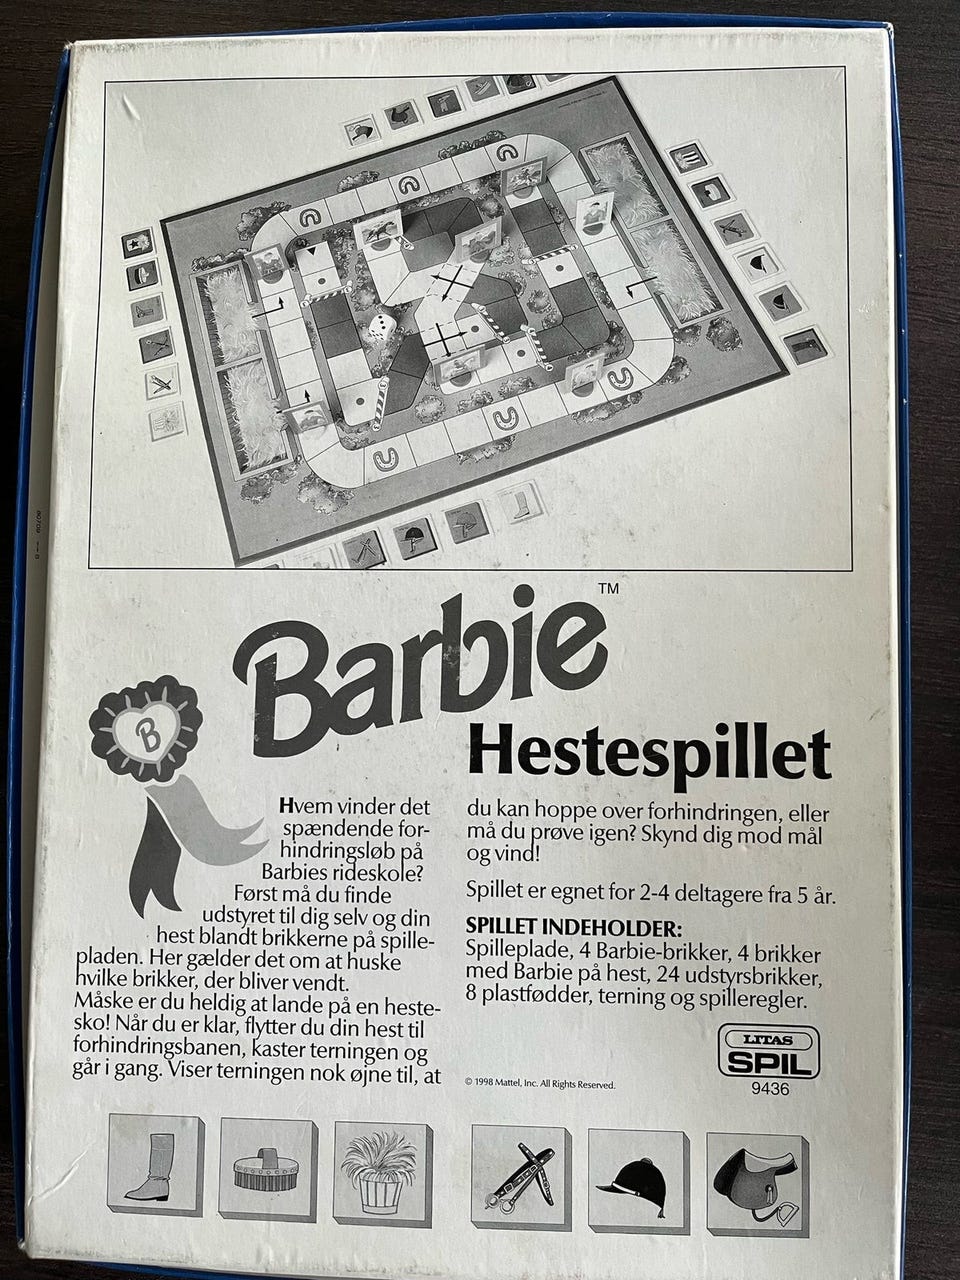 Barbie™
B
Hestespillet
Hvem vinder det
spændende for-
hindringsløb på
Barbies rideskole?
Først må du finde
udstyret til dig selv og din
hest blandt brikkerne på spille-
pladen. Her gælder det om at huske
hvilke brikker, der bliver vendt.
Måske er du heldig at lande på en heste-
sko! Når du er klar, flytter du din hest til
forhindringsbanen, kaster terningen og
går i gang. Viser terningen nok øjne til, at
du kan hoppe over forhindringen, eller
må du prøve igen? Skynd dig mod mål
og vind!
Spillet er egnet for 2-4 deltagere fra 5 år.
SPILLET INDEHOLDER:
Spilleplade, 4 Barbie-brikker, 4 brikker
med Barbie på hest, 24 udstyrsbrikker,
8 plastfødder, terning og spilleregler.
LITAS
SPIL
9436
© 1998 Mattel, Inc. All Rights Reserved.